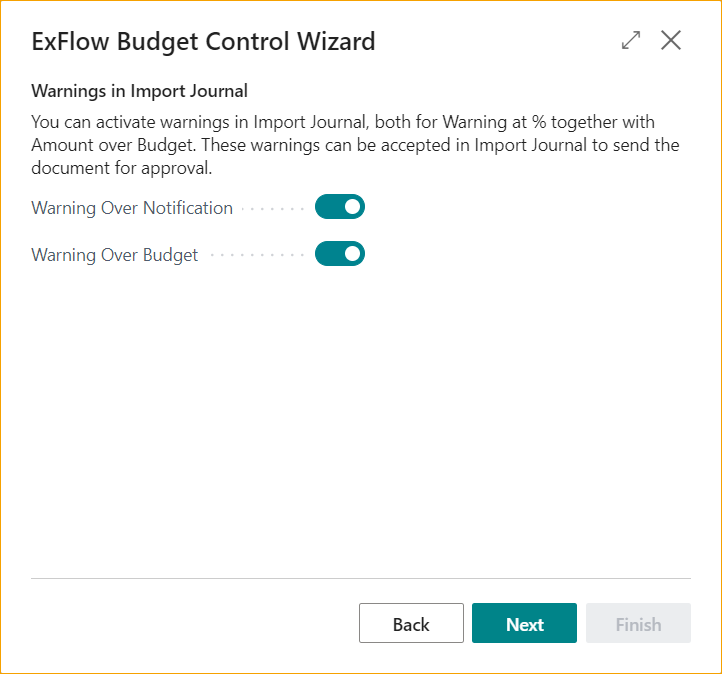 ExFlow Budget Control Wizard
Warnings in Import Journal
You can activate warnings in Import Journal, both for Warning at % together with
Amount over Budget. These warnings can be accepted in Import Journal to send the
document for approval.
Warning Over Notification
Warning Over Budget
Back
Next
Finish